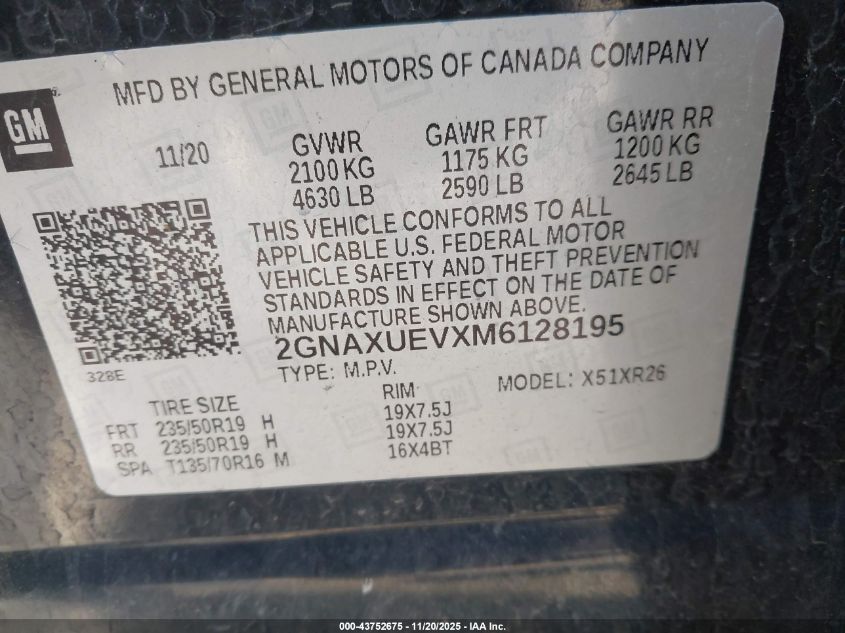 MFD BY GENERAL MOTORS OF CANADA COMPANY
GM
11/20
GVWR
2100 KG
4630 LB
GAWR FRT
1175 KG
2590 LB
GAWR RR
1200 KG
2645 LB
THIS VEHICLE CONFORMS TO ALL
APPLICABLE U.S. FEDERAL MOTOR
VEHICLE SAFETY AND THEFT PREVENTION
STANDARDS IN EFFECT ON THE DATE OF
MANUFACTURE SHOWN ABOVE.
2GNAXUEVXM6128195
328E
TYPE: M.P.V.
MODEL: X51XR26
TIRE SIZE RIM
FRT 235/50R19 H 19X7.5J
RR 235/50R19 H 19X7.5J
SPA T135/70R16 M 16X4BT
000-43752675 - 11/20/2025 - IAA Inc.